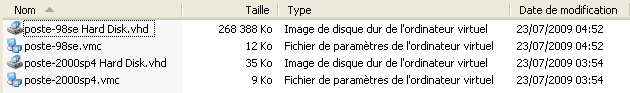 Nom Taille Type Date de modification
poste-98se Hard Disk.vhd 268 388 Ko Image de disque dur de l'ordinateur virtuel 23/07/2009 04:52
poste-98se.vmc 12 Ko Fichier de paramètres de l'ordinateur virtuel 23/07/2009 04:52
poste-2000sp4 Hard Disk.vhd 35 Ko Image de disque dur de l'ordinateur virtuel 23/07/2009 03:54
poste-2000sp4.vmc 9 Ko Fichier de paramètres de l'ordinateur virtuel 23/07/2009 03:54